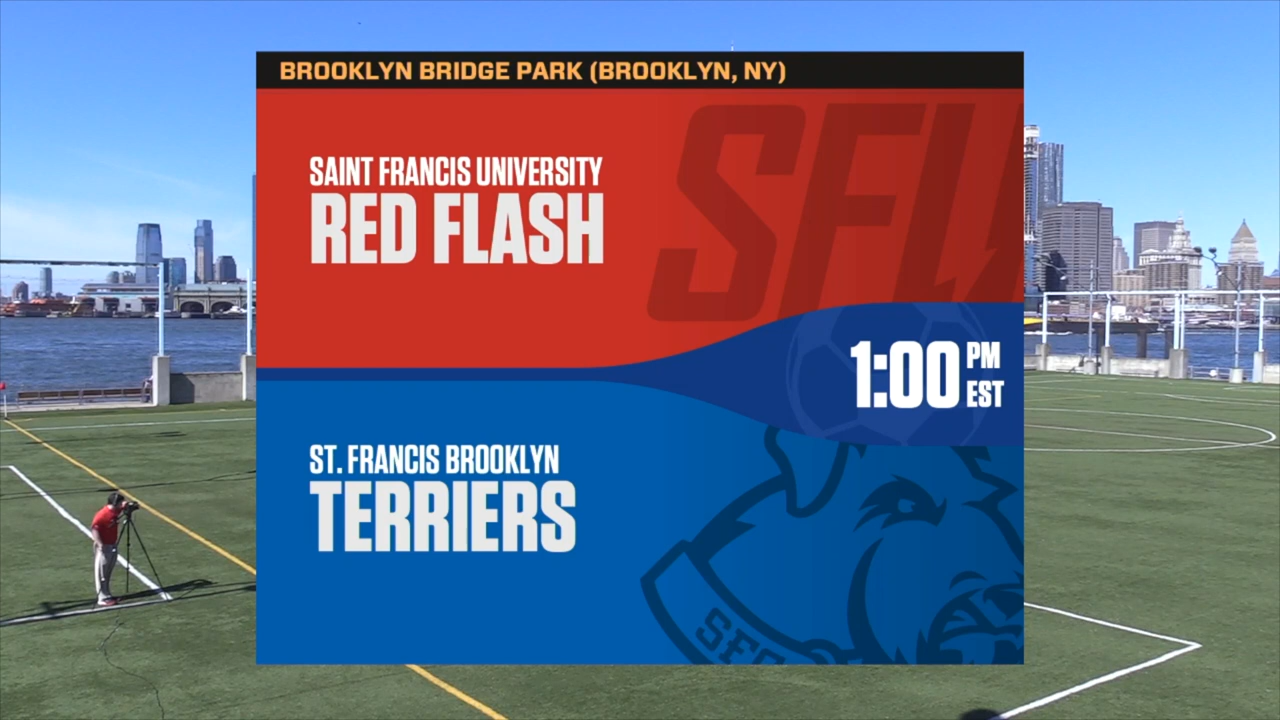 BROOKLYN BRIDGE PARK (BROOKLYN, NY)
SFU
SAINT FRANCIS UNIVERSITY
RED FLASH
1:00 PM
EST
ST. FRANCIS BROOKLYN
TERRIERS